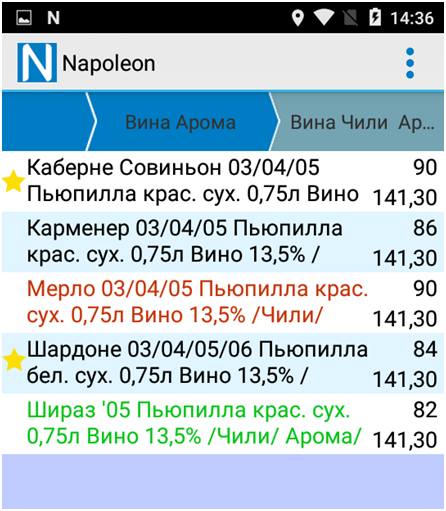 N 14:36
N Napoleon
Вина Арома Вина Чили Ар...
Каберне Совиньон 03/04/05 90
Пьюпилла крас. сух. 0,75л Вино 141,30
Карменер 03/04/05 Пьюпилла 86
крас. сух. 0,75л Вино 13,5% / 141,30
Мерло 03/04/05 Пьюпилла крас. 90
сух. 0,75л Вино 13,5% /Чили/ 141,30
Шардоне 03/04/05/06 Пьюпилла 84
бел. сух. 0,75л Вино 13,5% / 141,30
Шираз '05 Пьюпилла крас. сух. 82
0,75л Вино 13,5% /Чили/ Арома/ 141,30